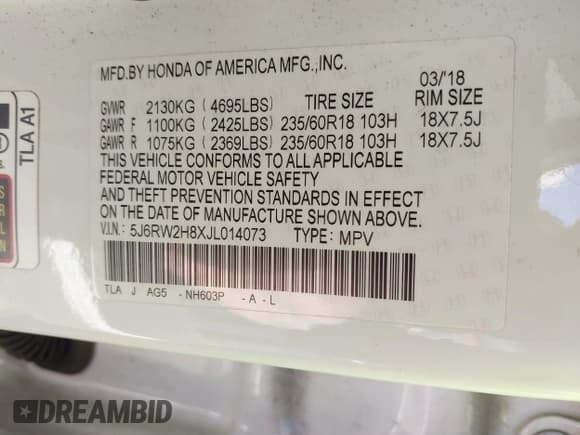 MFD.BY HONDA OF AMERICA MFG.,INC. 03/'18
GVWR 2130KG (4695LBS) TIRE SIZE RIM SIZE
GAWR F 1100KG (2425LBS) 235/60R18 103H 18X7.5J
GAWR R 1075KG (2369LBS) 235/60R18 103H 18X7.5J
THIS VEHICLE CONFORMS TO ALL APPLICABLE
FEDERAL MOTOR VEHICLE SAFETY
AND THEFT PREVENTION STANDARDS IN EFFECT
ON THE DATE OF MANUFACTURE SHOWN ABOVE.
V.I.N.: 5J6RW2H8XJL014073 TYPE: MPV
TLA J AG5 -NH603P -A-L
TLA A1
DREAMBID